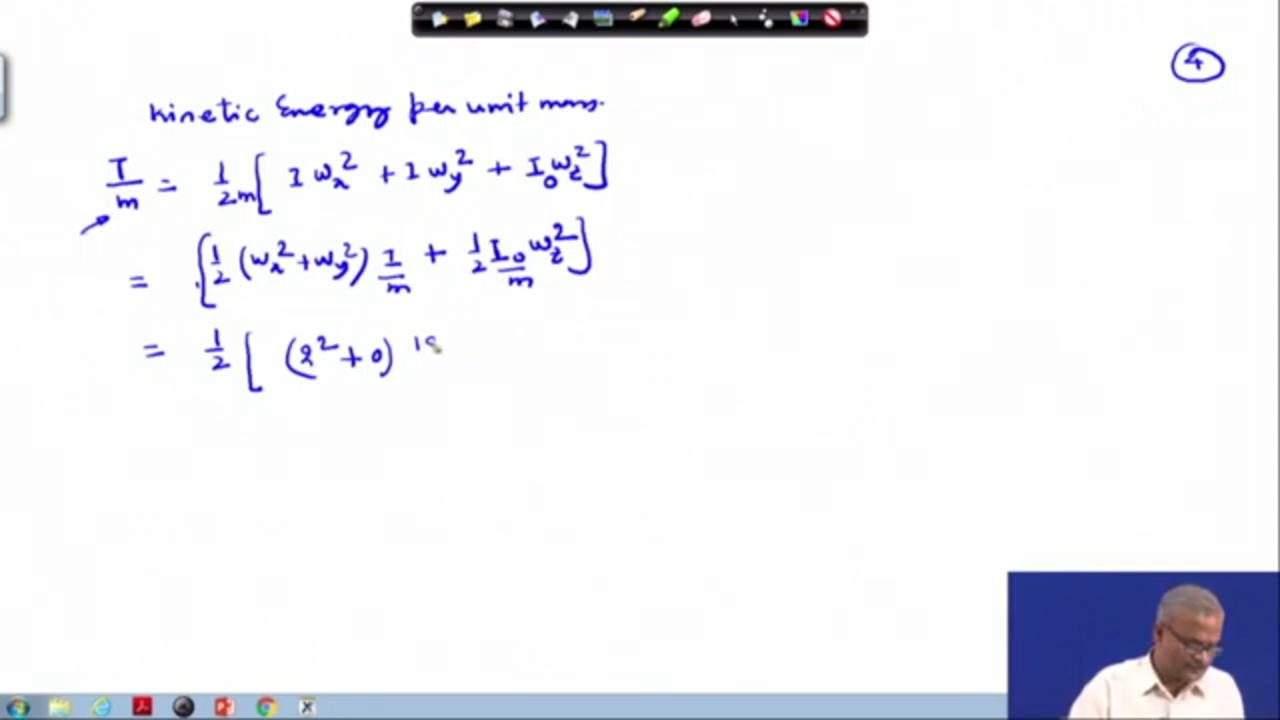 ④
Kinetic Energy per unit mass.
T/m = 1/2m [ I ωx² + I ωy² + I₀ ωz² ]
= { 1/2 (ωx² + ωy²) I/m + 1/2 I₀/m ωz² ]
= 1/2 [ (2² + 0) 18